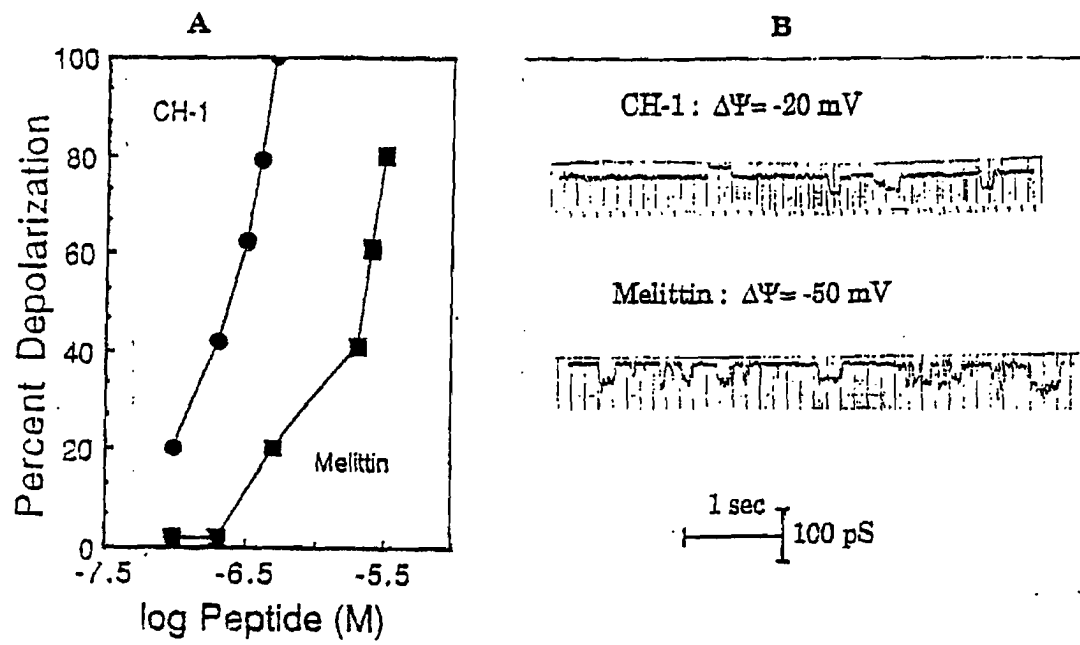 A
100
80
60
40
20
0
Percent Depolarization
CH-1
Melittin
-7.5
-6.5
-5.5
log Peptide (M)
B
CH-1 : ΔΨ= -20 mV
Melittin : ΔΨ= -50 mV
1 sec
100 pS